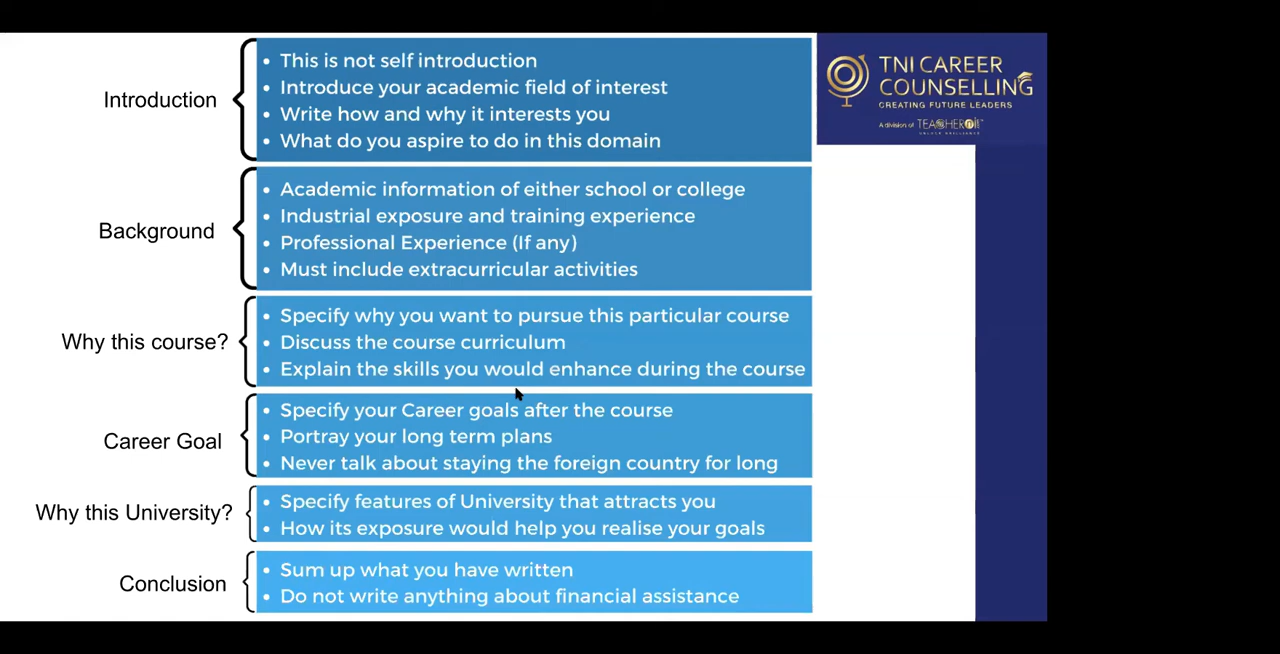 Introduction
• This is not self introduction
• Introduce your academic field of interest
• Write how and why it interests you
• What do you aspire to do in this domain
Background
• Academic information of either school or college
• Industrial exposure and training experience
• Professional Experience (If any)
• Must include extracurricular activities
Why this course?
• Specify why you want to pursue this particular course
• Discuss the course curriculum
• Explain the skills you would enhance during the course
Career Goal
• Specify your Career goals after the course
• Portray your long term plans
• Never talk about staying the foreign country for long
Why this University?
• Specify features of University that attracts you
• How its exposure would help you realise your goals
Conclusion
• Sum up what you have written
• Do not write anything about financial assistance
TNI CAREER
COUNSELLING
CREATING FUTURE LEADERS
A division of